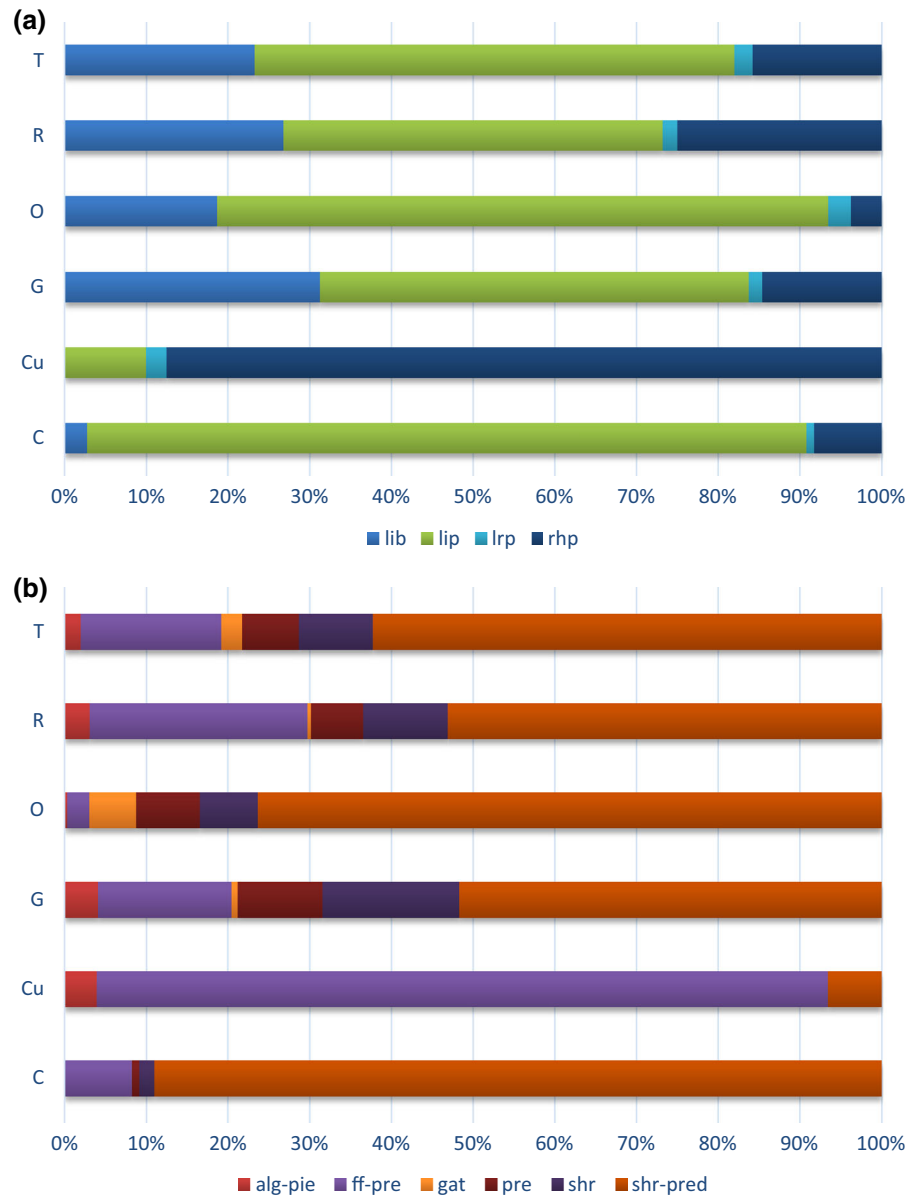 (a)
T
R
O
G
Cu
C
0% 10% 20% 30% 40% 50% 60% 70% 80% 90% 100%
lib lip lrp rhp
(b)
T
R
O
G
Cu
C
0% 10% 20% 30% 40% 50% 60% 70% 80% 90% 100%
alg-pie ff-pre gat pre shr shr-pred